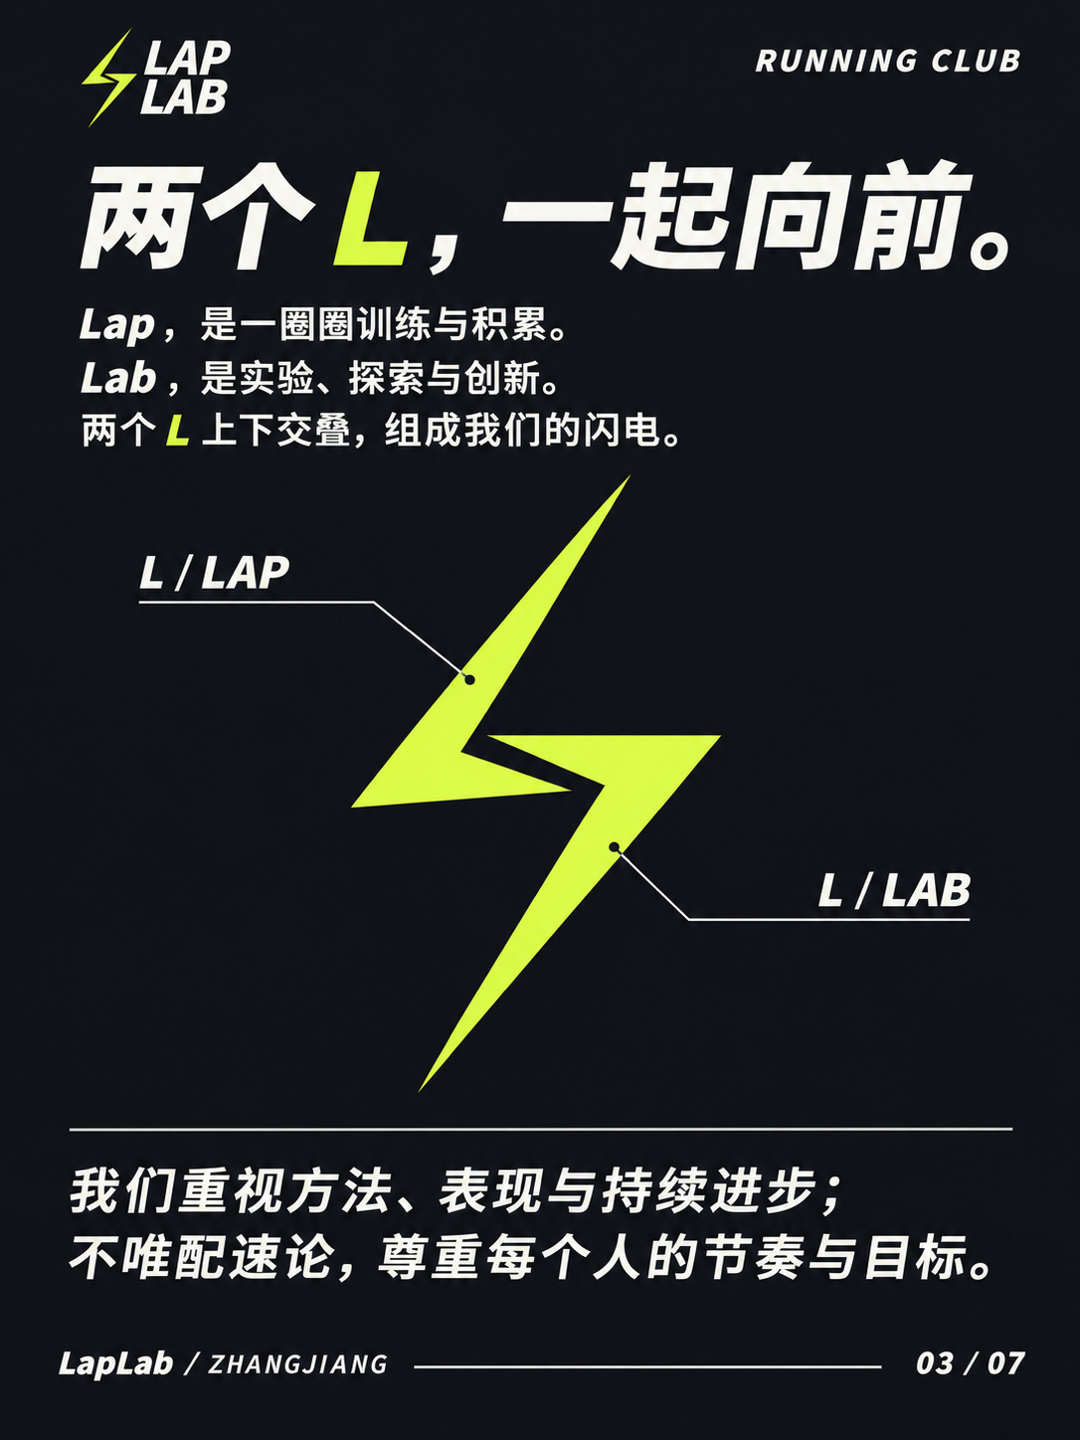 LAP
LAB
RUNNING CLUB
两个 L，一起向前。
Lap，是一圈圈训练与积累。
Lab，是实验、探索与创新。
两个 L 上下交叠，组成我们的闪电。
L / LAP
L / LAB
我们重视方法、表现与持续进步；
不唯配速论，尊重每个人的节奏与目标。
LapLab / ZHANGJIANG
03 / 07